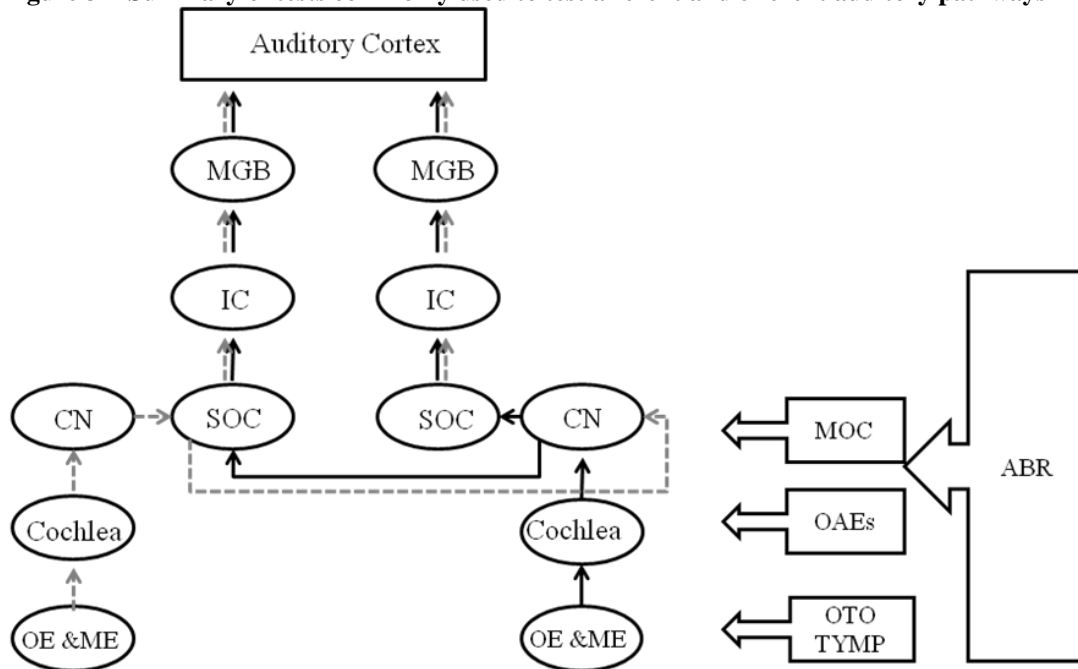 Auditory Cortex
MGB MGB
IC IC
CN SOC SOC CN
MOC
ABR
Cochlea Cochlea
OAEs
OE &ME OE &ME
OTO
TYMP